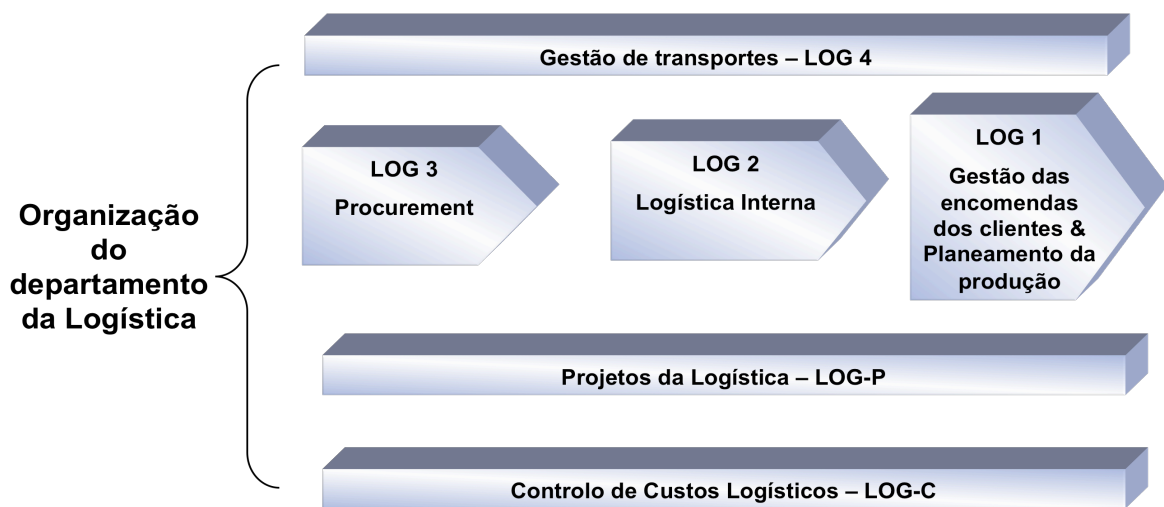 Gestão de transportes – LOG 4
LOG 3
Procurement
LOG 2
Logística Interna
LOG 1
Gestão das
encomendas
dos clientes &
Planeamento da
produção
Organização
do
departamento
da Logística
Projetos da Logística – LOG-P
Controlo de Custos Logísticos – LOG-C